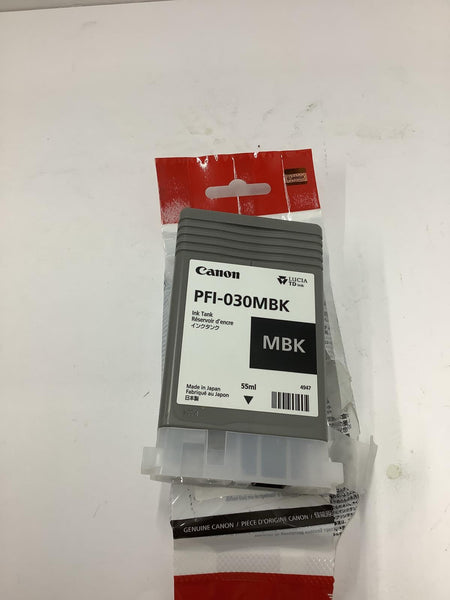 Canon
LUCIA
TD ink
PFI-030MBK
Ink Tank
Réservoir d'encre
インクタンク
MBK
Made in Japan
Fabriqué au Japon
日本製
55ml
4947
GENUINE CANON / PIÈCE D'ORIGINE CANON /